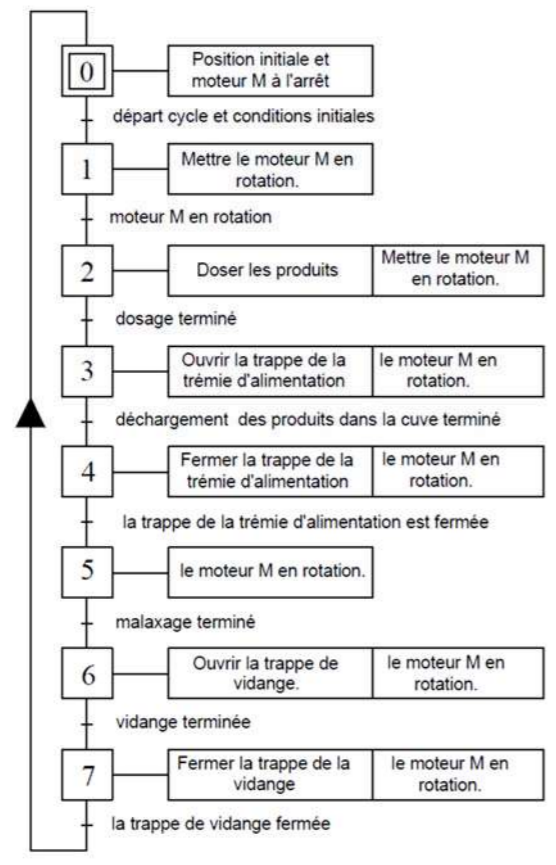 0
Position initiale et
moteur M à l'arrêt
départ cycle et conditions initiales
1
Mettre le moteur M en
rotation.
moteur M en rotation
2
Doser les produits
Mettre le moteur M
en rotation.
dosage terminé
3
Ouvrir la trappe de la
trémie d'alimentation
le moteur M en
rotation.
déchargement des produits dans la cuve terminé
4
Fermer la trappe de la
trémie d'alimentation
le moteur M en
rotation.
la trappe de la trémie d'alimentation est fermée
5
le moteur M en rotation.
malaxage terminé
6
Ouvrir la trappe de
vidange.
le moteur M en
rotation.
vidange terminée
7
Fermer la trappe de la
vidange
le moteur M en
rotation.
la trappe de vidange fermée